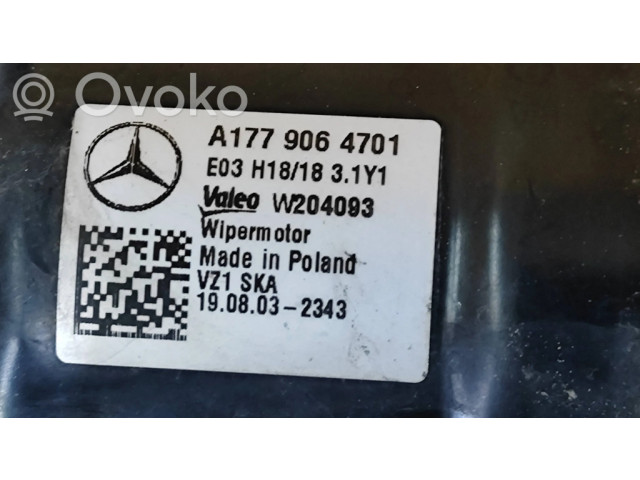 Ovoko
A177 906 4701
E03 H18/18 3.1Y1
Valeo W204093
Wipermotor
Made in Poland
VZ1 SKA
19.08.03-2343